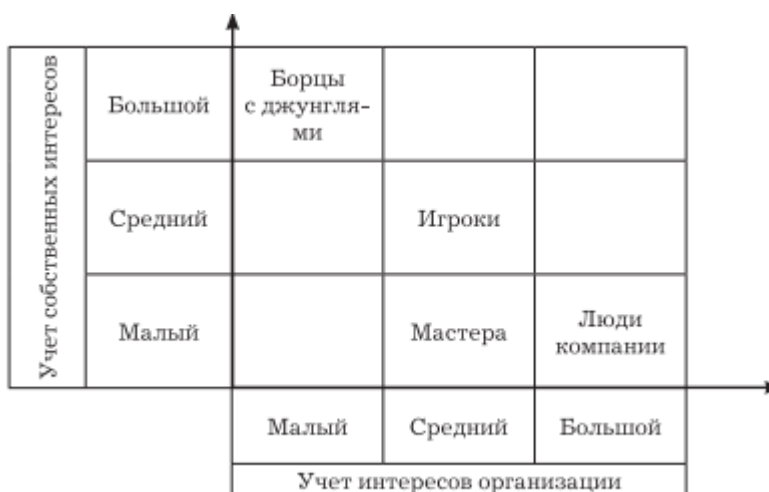 Учет собственных интересов
Большой
Борцы
с джунгля-
ми
Средний
Игроки
Малый
Мастера
Люди
компании
Малый
Средний
Большой
Учет интересов организации